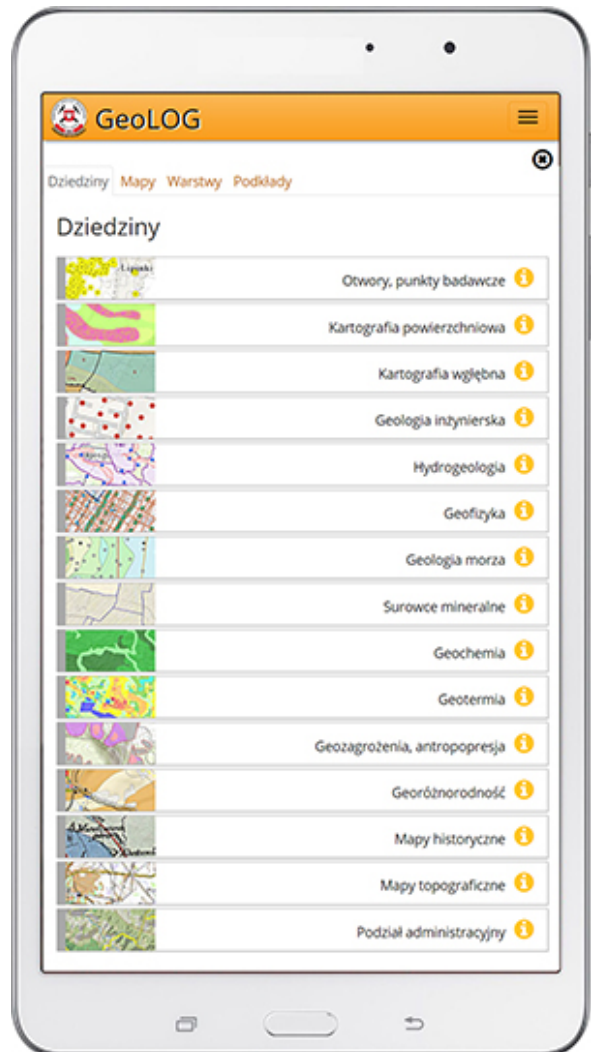 GeoLOG
Dziedziny Mapy Warstwy Podkłady
Dziedziny
Lipinki
Otwory, punkty badawcze
Kartografia powierzchniowa
Kartografia wgłębna
Geologia inżynierska
Hydrogeologia
Geofizyka
Geologia morza
Surowce mineralne
Geochemia
Geotermia
Geozagrożenia, antropopresja
Georóżnorodność
Mapy historyczne
Mapy topograficzne
Podział administracyjny